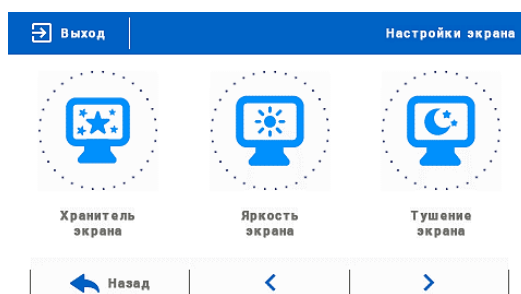 Выход
Настройки экрана
Хранитель
экрана
Яркость
экрана
Тушение
экрана
Назад